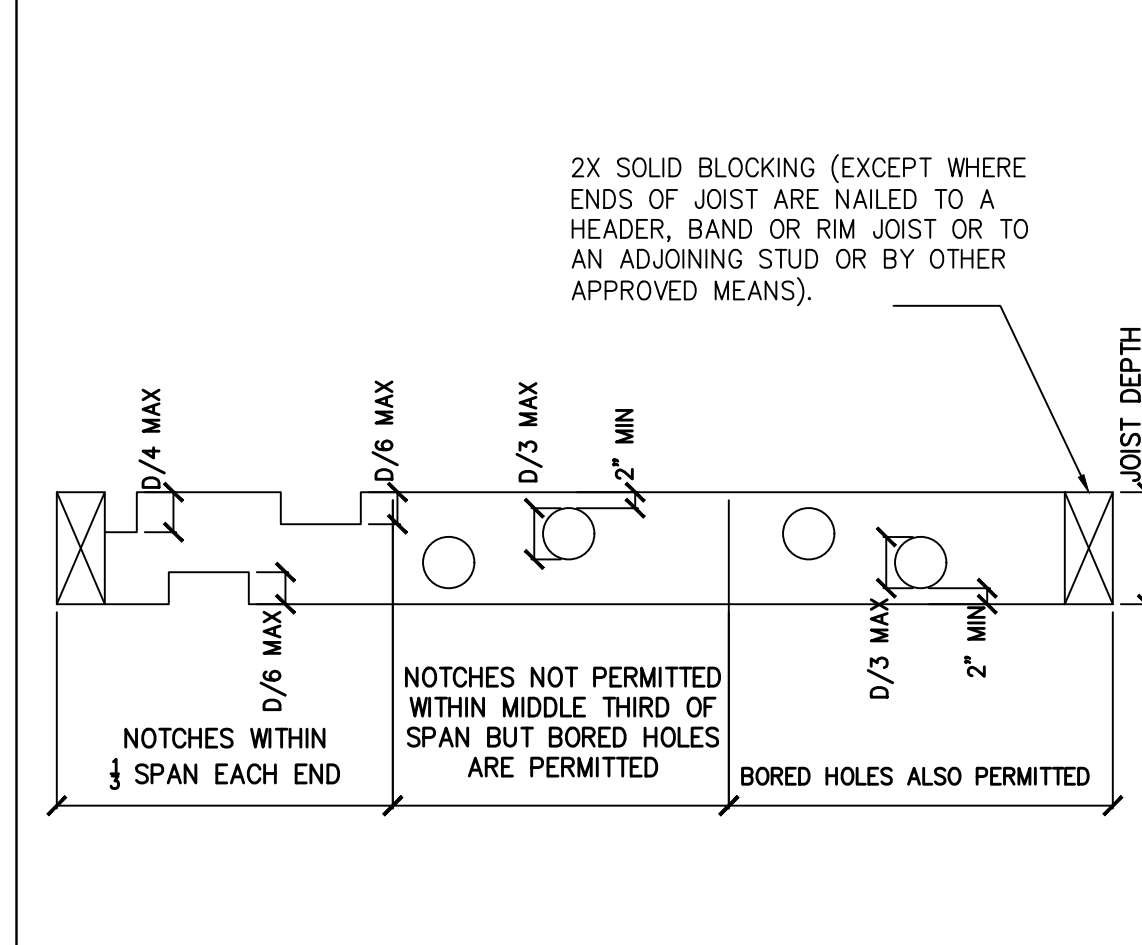 2X SOLID BLOCKING (EXCEPT WHERE
ENDS OF JOIST ARE NAILED TO A
HEADER, BAND OR RIM JOIST OR TO
AN ADJOINING STUD OR BY OTHER
APPROVED MEANS).
D/4 MAX
D/6 MAX
D/3 MAX
2" MIN
JOIST DEPTH
D/6 MAX
D/3 MAX
2" MIN
NOTCHES WITHIN
1/3 SPAN EACH END
NOTCHES NOT PERMITTED
WITHIN MIDDLE THIRD OF
SPAN BUT BORED HOLES
ARE PERMITTED
BORED HOLES ALSO PERMITTED